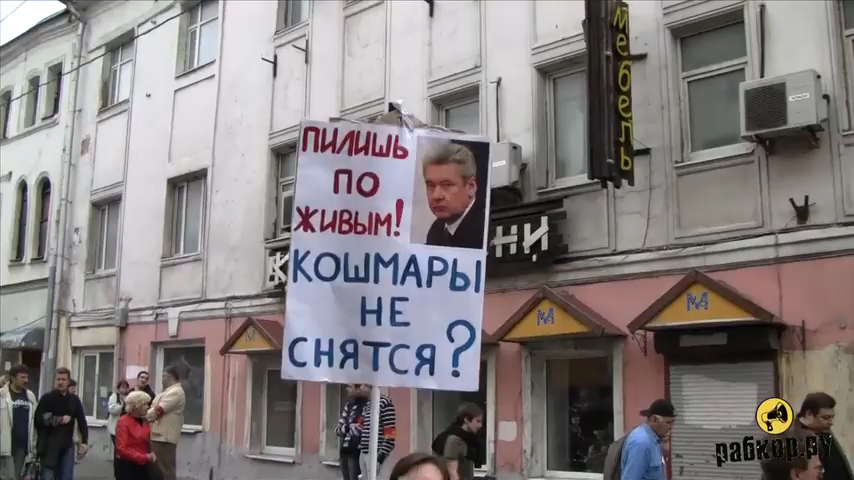 ПИЛИШЬ
ПО
ЖИВЫМ!
КОШМАРЫ
НЕ
СНЯТСЯ?
мебель
рабкор.ру